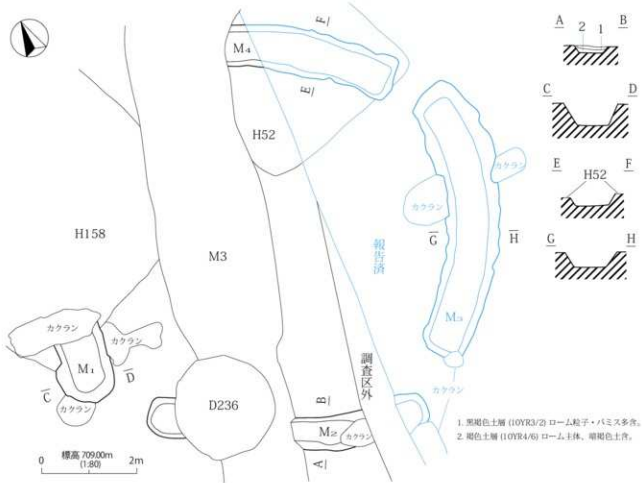 A B
2 1
C D
E F
H52
G H
F
M₄
E
H52
H158
M3
報告済
カクラン
カクラン
G
H
M₃
カクラン
カクラン
M₁
D
C
カクラン
D236
調査区外
B
M₂
カクラン
A
カクラン
標高 709.00m
(1:80)
0 2m
1. 黒褐色土層 (10YR3/2) ローム粒子・パミス多含。
2. 褐色土層 (10YR4/6) ローム主体、暗褐色土含。